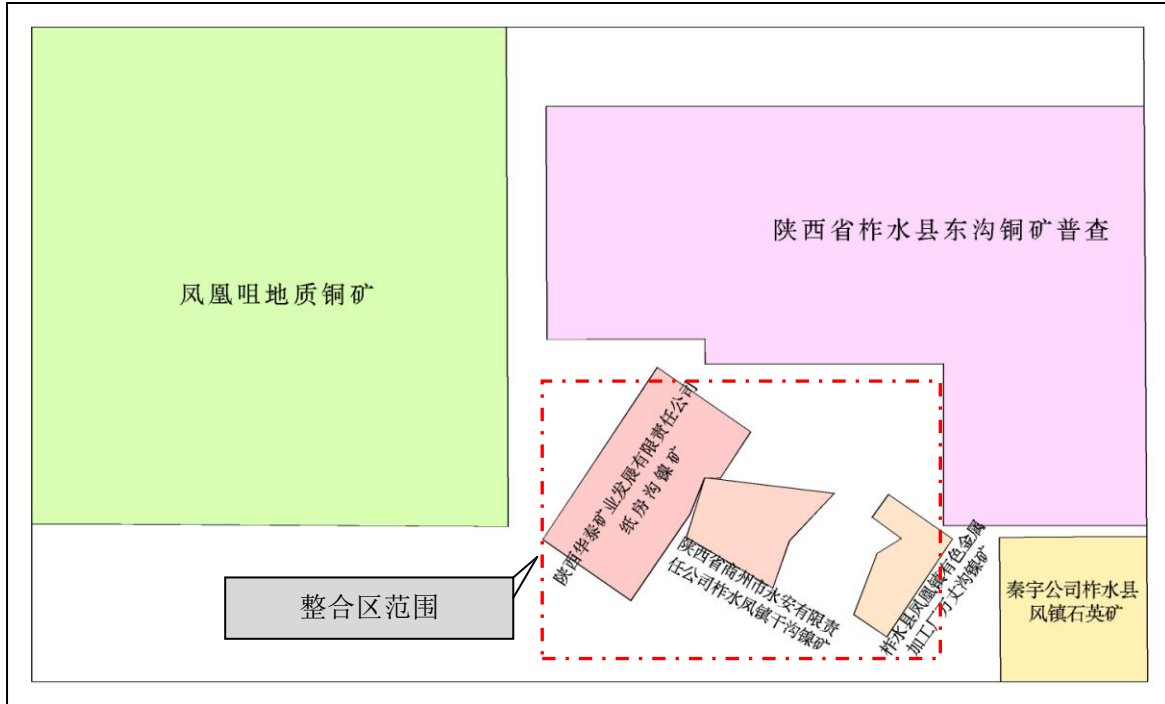 陕西省柞水县东沟铜矿普查
凤凰咀地质铜矿
陕西华泰矿业发展有限责任公司
纸房沟镍矿
陕西省商州市永安有限责
任公司柞水凤镇干沟镍矿
柞水县凤凰镇有色金属
加工厂万丈沟镍矿
整合区范围
秦宇公司柞水县
风镇石英矿